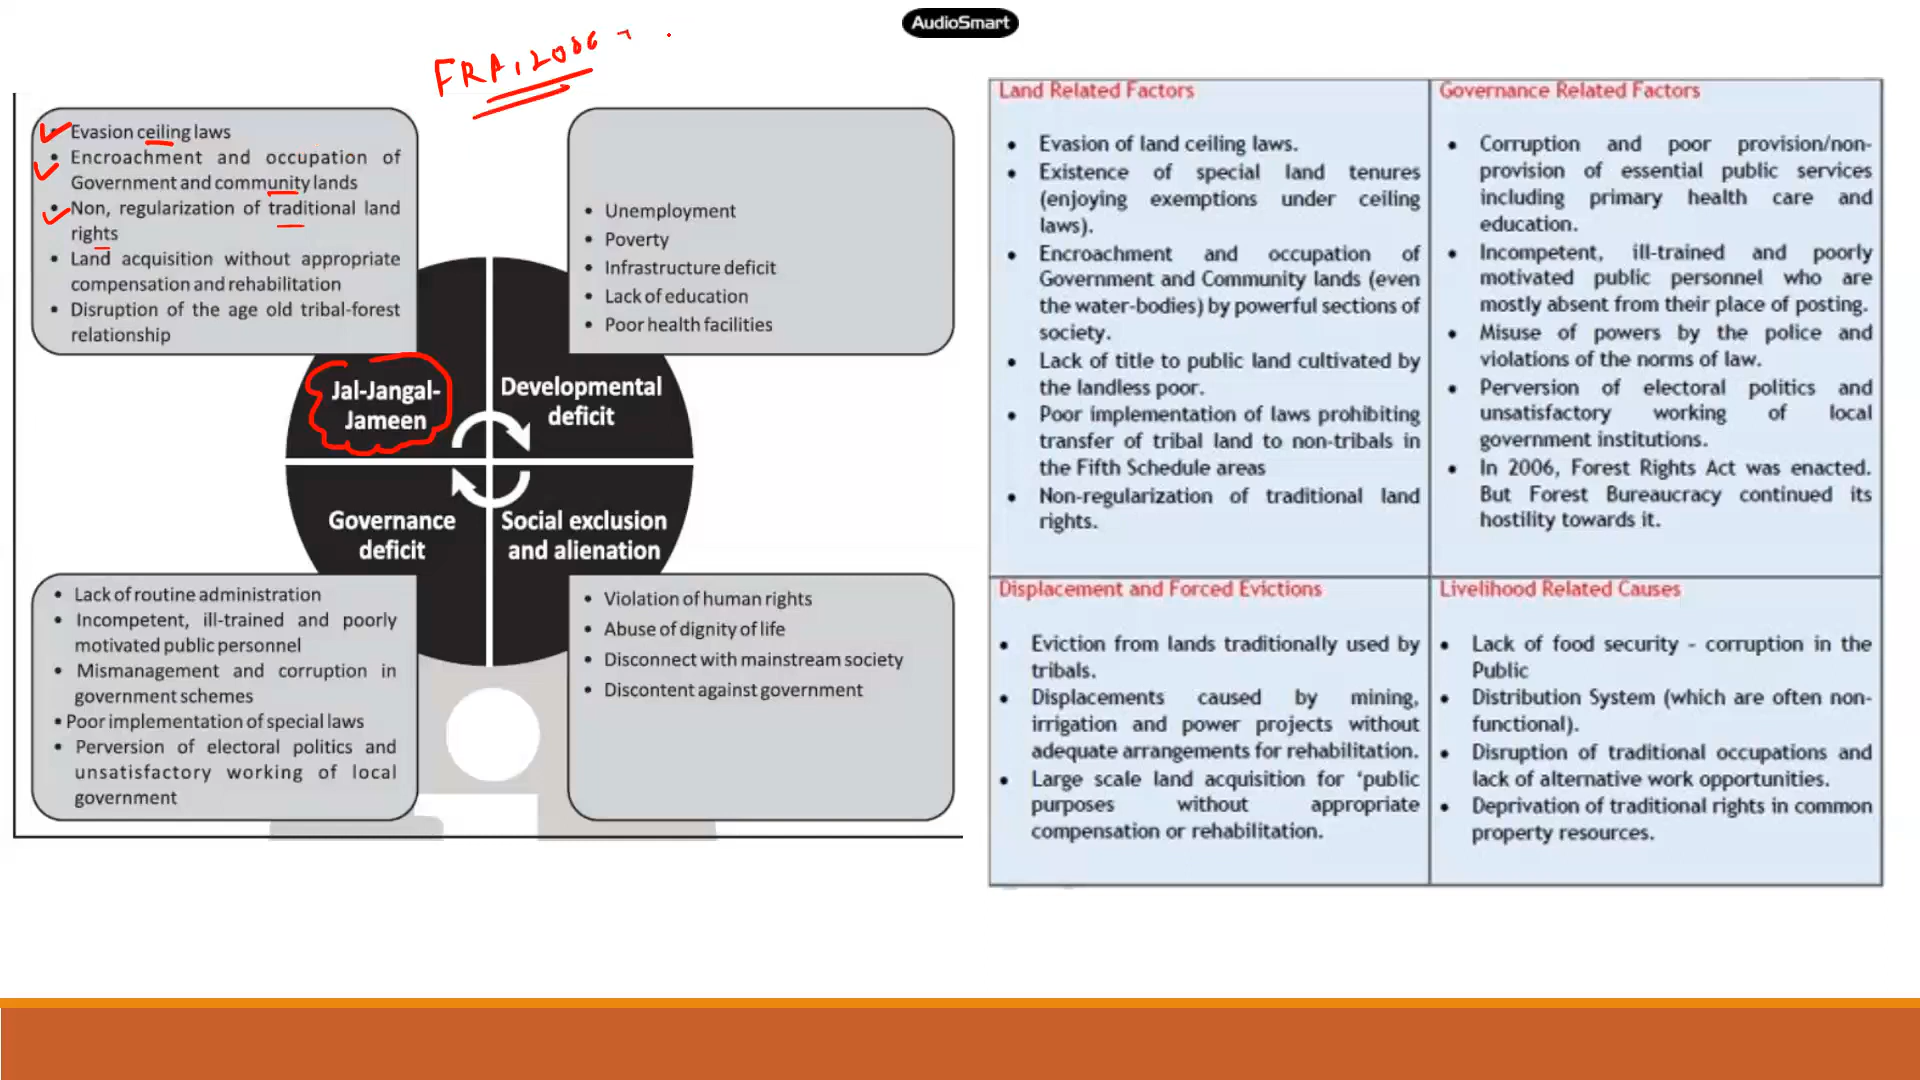 AudioSmart
FRA, 2006
Evasion ceiling laws
• Encroachment and occupation of
Government and community lands
• Non, regularization of traditional land
rights
• Land acquisition without appropriate
compensation and rehabilitation
• Disruption of the age old tribal-forest
relationship
• Unemployment
• Poverty
• Infrastructure deficit
• Lack of education
• Poor health facilities
Jal-Jangal-
Jameen
Developmental
deficit
Governance
deficit
Social exclusion
and alienation
• Lack of routine administration
• Incompetent, ill-trained and poorly
motivated public personnel
• Mismanagement and corruption in
government schemes
• Poor implementation of special laws
• Perversion of electoral politics and
unsatisfactory working of local
government
• Violation of human rights
• Abuse of dignity of life
• Disconnect with mainstream society
• Discontent against government
Land Related Factors
• Evasion of land ceiling laws.
• Existence of special land tenures
(enjoying exemptions under ceiling
laws).
• Encroachment and occupation of
Government and Community lands (even
the water-bodies) by powerful sections of
society.
• Lack of title to public land cultivated by
the landless poor.
• Poor implementation of laws prohibiting
transfer of tribal land to non-tribals in
the Fifth Schedule areas
• Non-regularization of traditional land
rights.
Governance Related Factors
• Corruption and poor provision/non-
provision of essential public services
including primary health care and
education.
• Incompetent, ill-trained and poorly
motivated public personnel who are
mostly absent from their place of posting.
• Misuse of powers by the police and
violations of the norms of law.
• Perversion of electoral politics and
unsatisfactory working of local
government institutions.
• In 2006, Forest Rights Act was enacted.
But Forest Bureaucracy continued its
hostility towards it.
Displacement and Forced Evictions
• Eviction from lands traditionally used by
tribals.
• Displacements caused by mining,
irrigation and power projects without
adequate arrangements for rehabilitation.
• Large scale land acquisition for ‘public
purposes without appropriate
compensation or rehabilitation.
Livelihood Related Causes
• Lack of food security - corruption in the
Public
• Distribution System (which are often non-
functional).
• Disruption of traditional occupations and
lack of alternative work opportunities.
• Deprivation of traditional rights in common
property resources.